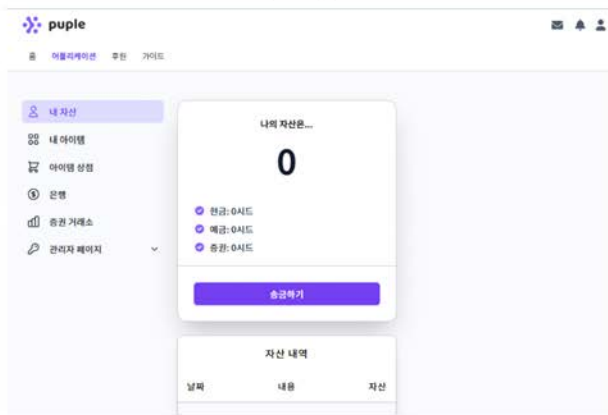 puple
홈 어플리케이션 후원 가이드
내 자산
내 아이템
아이템 상점
은행
증권 거래소
관리자 페이지
나의 자산은...
0
현금: 0시드
예금: 0시드
증권: 0시드
송금하기
자산 내역
날짜 내용 자산